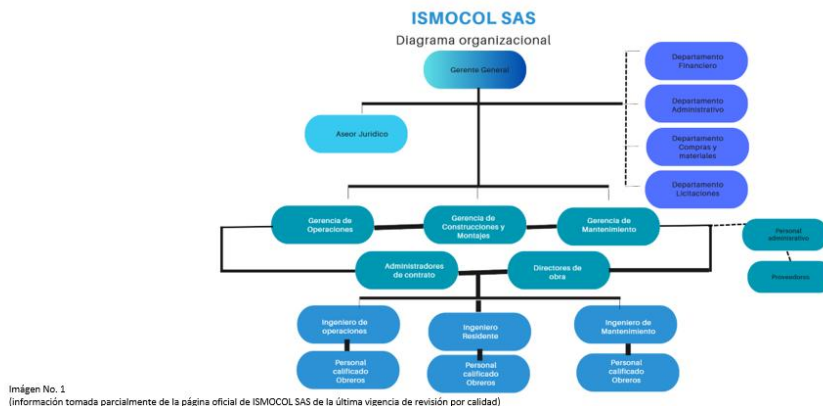 ISMOCOL SAS
Diagrama organizacional
Gerente General
Departamento
Financiero
Departamento
Administrativo
Departamento
Compras y
materiales
Departamento
Licitaciones
Aseor Jurídico
Gerencia de
Operaciones
Gerencia de
Construcciones y
Montajes
Gerencia de
Mantenimiento
Personal
adminirativo
Proveedores
Administradores
de contrato
Directores de
obra
Ingeniero de
operaciones
Ingeniero
Residente
Ingeniero de
Mantenimiento
Personal
calificado
Obreros
Personal
calificado
Obreros
Personal
calificado
Obreros
Imágen No. 1
(información tomada parcialmente de la página oficial de ISMOCOL SAS de la última vigencia de revisión por calidad)